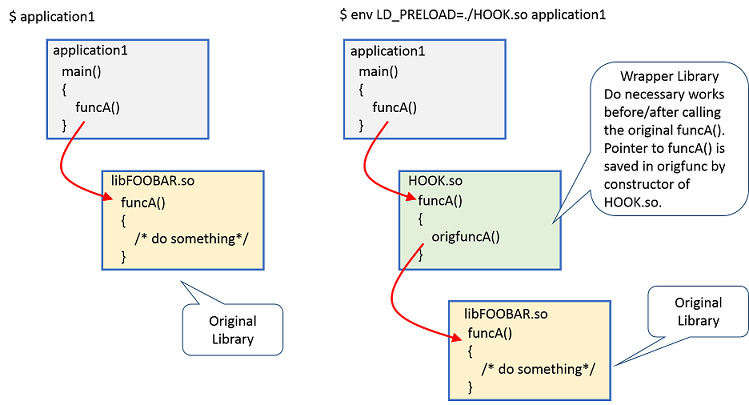 $ application1
application1
main()
{
funcA()
}
libFOOBAR.so
funcA()
{
/* do something*/
}
Original
Library
$ env LD_PRELOAD=./HOOK.so application1
application1
main()
{
funcA()
}
HOOK.so
funcA()
{
origfuncA()
}
Wrapper Library
Do necessary works
before/after calling
the original funcA().
Pointer to funcA() is
saved in origfunc by
constructor of
HOOK.so.
libFOOBAR.so
funcA()
{
/* do something*/
}
Original
Library